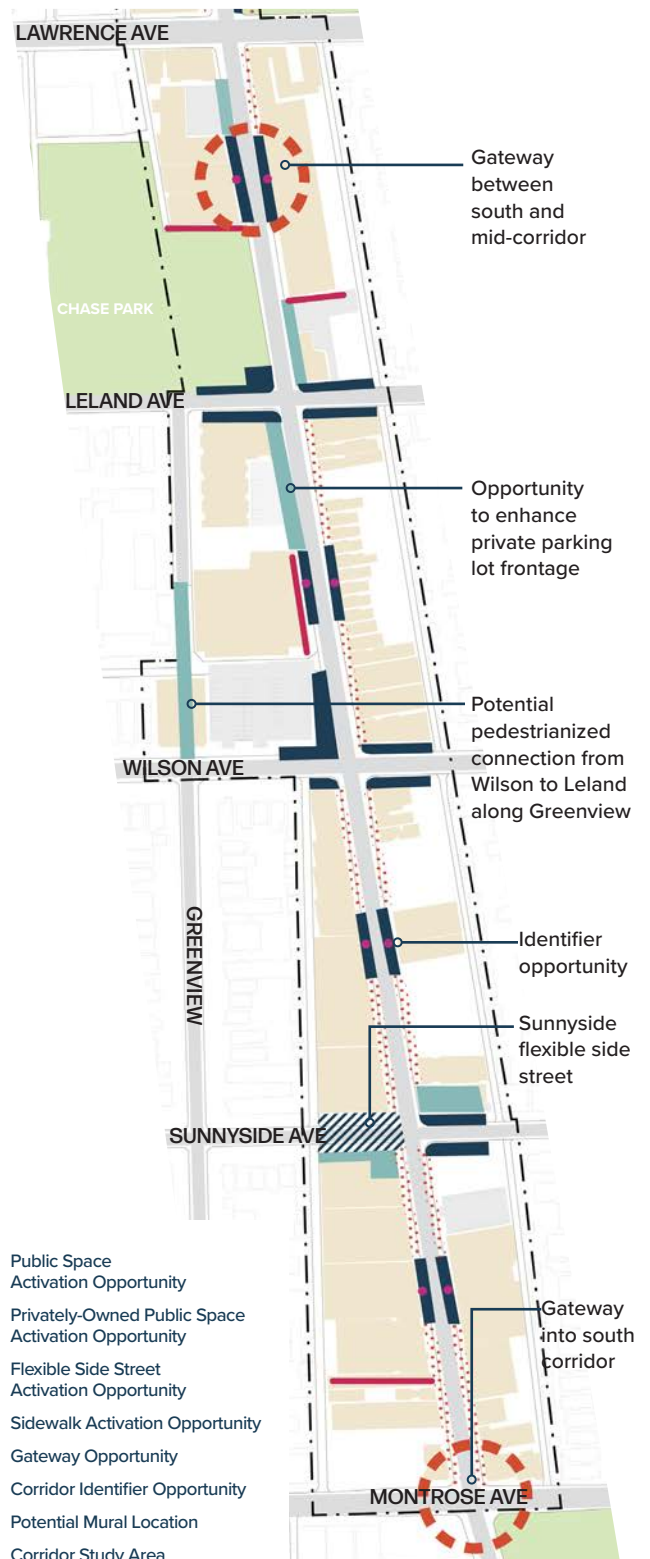 LAWRENCE AVE
Gateway
between
south and
mid-corridor
CHASE PARK
LELAND AVE
Opportunity
to enhance
private parking
lot frontage
Potential
pedestrianized
connection from
Wilson to Leland
along Greenview
WILSON AVE
GREENVIEW
Identifier
opportunity
Sunnyside
flexible side
street
SUNNYSIDE AVE
Public Space
Activation Opportunity
Privately-Owned Public Space
Activation Opportunity
Flexible Side Street
Activation Opportunity
Sidewalk Activation Opportunity
Gateway Opportunity
Corridor Identifier Opportunity
Potential Mural Location
Corridor Study Area
Gateway
into south
corridor
MONTROSE AVE